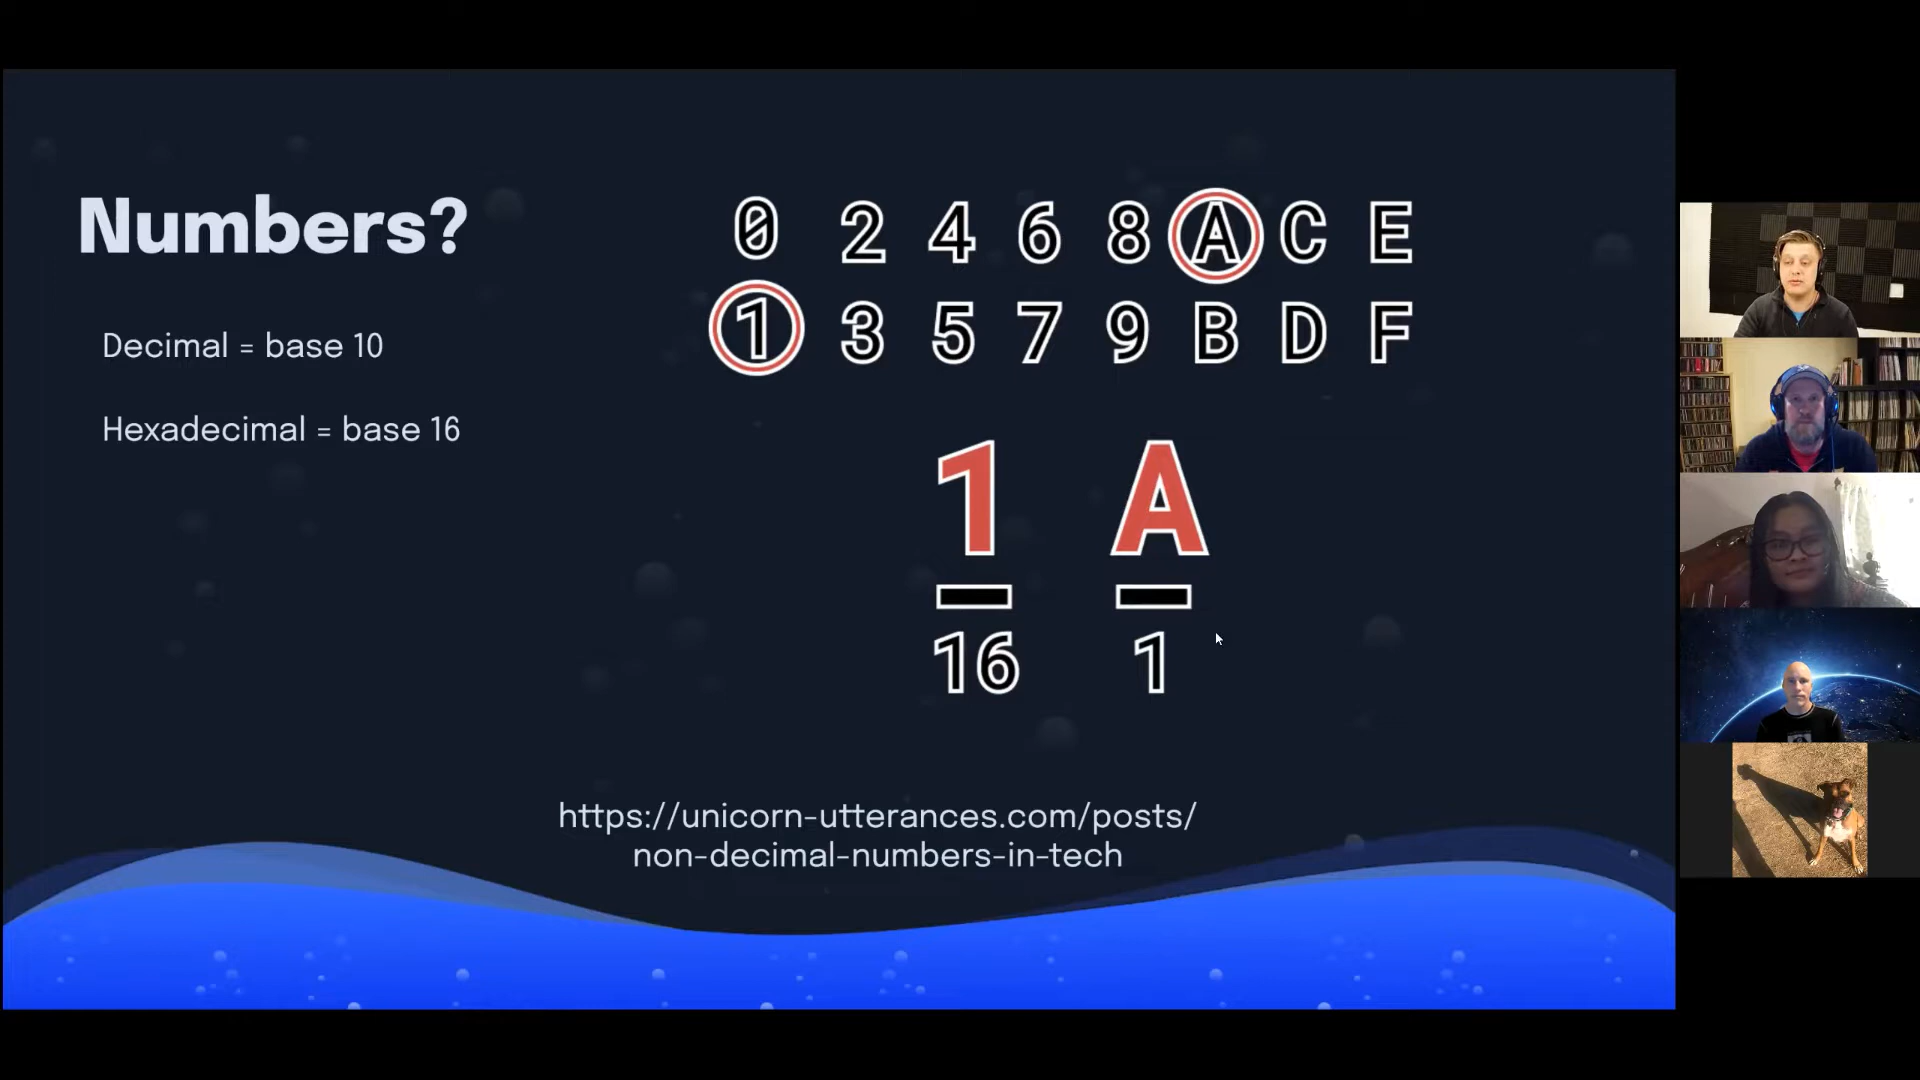 Numbers?
Decimal = base 10
Hexadecimal = base 16
0 2 4 6 8 A C E
1 3 5 7 9 B D F
1 A
16 1
https://unicorn-utterances.com/posts/
non-decimal-numbers-in-tech